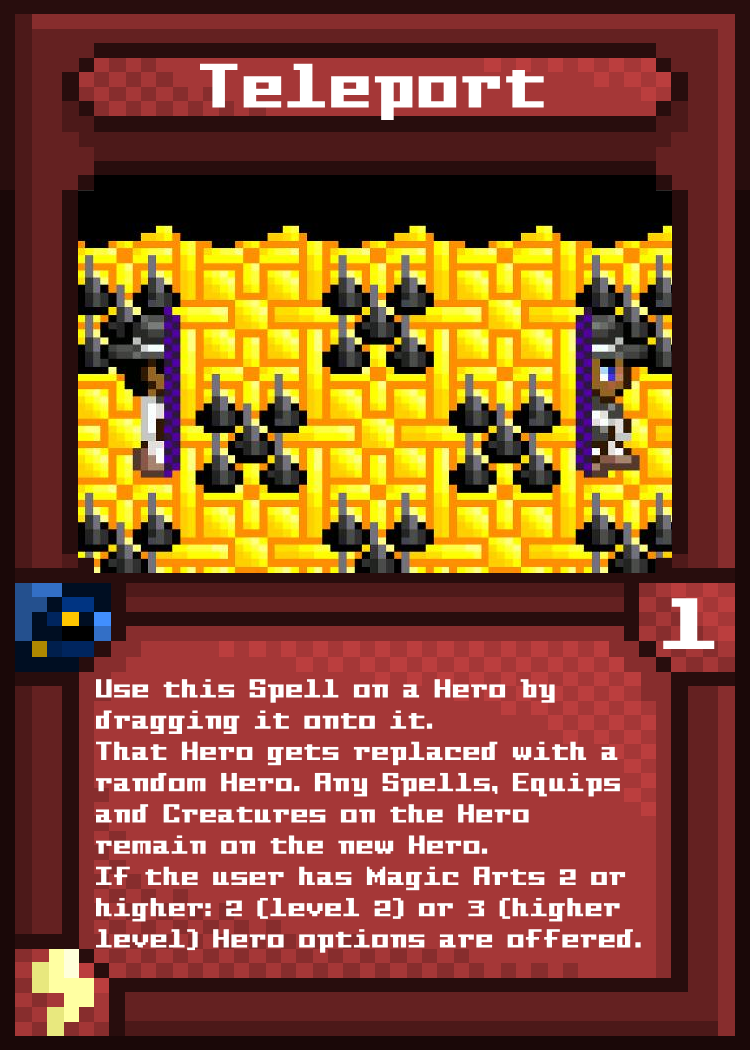 Teleport
1
Use this Spell on a Hero by
dragging it onto it.
That Hero gets replaced with a
random Hero. Any Spells, Equips
and Creatures on the Hero
remain on the new Hero.
If the user has Magic Arts 2 or
higher: 2 (level 2) or 3 (higher
level) Hero options are offered.